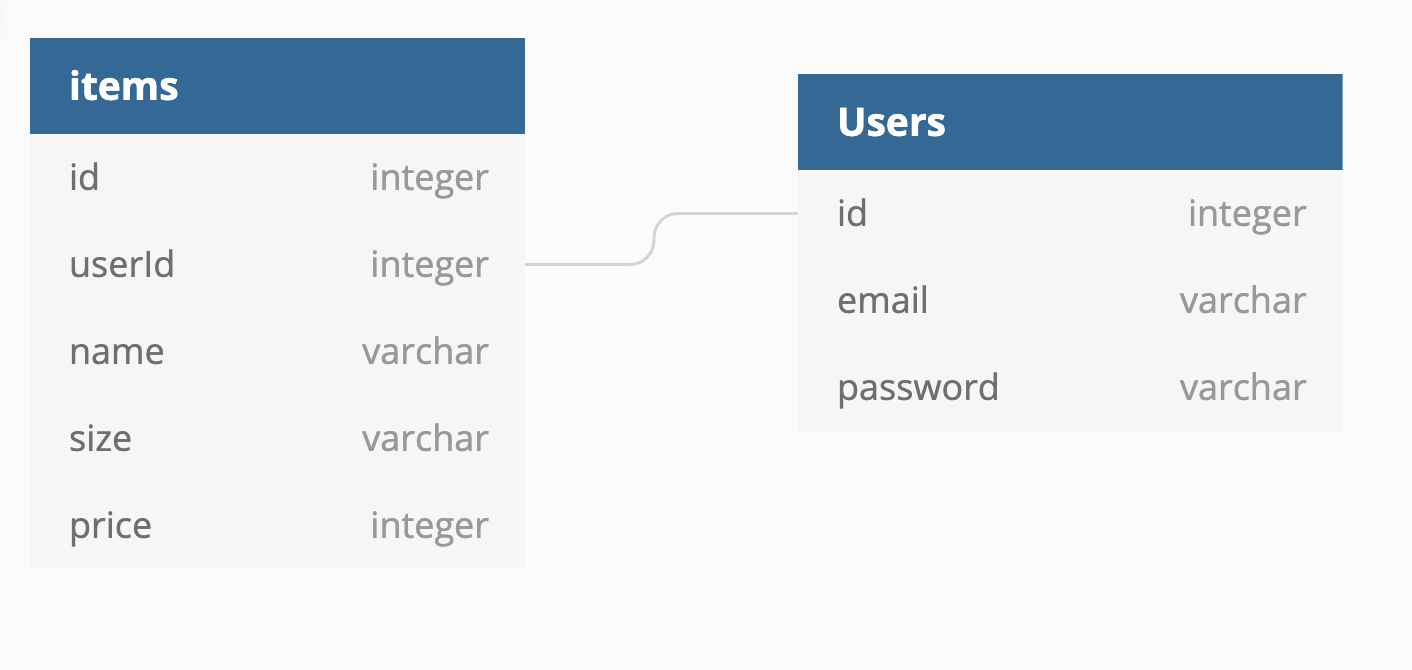 items
id integer
userId integer
name varchar
size varchar
price integer
Users
id integer
email varchar
password varchar